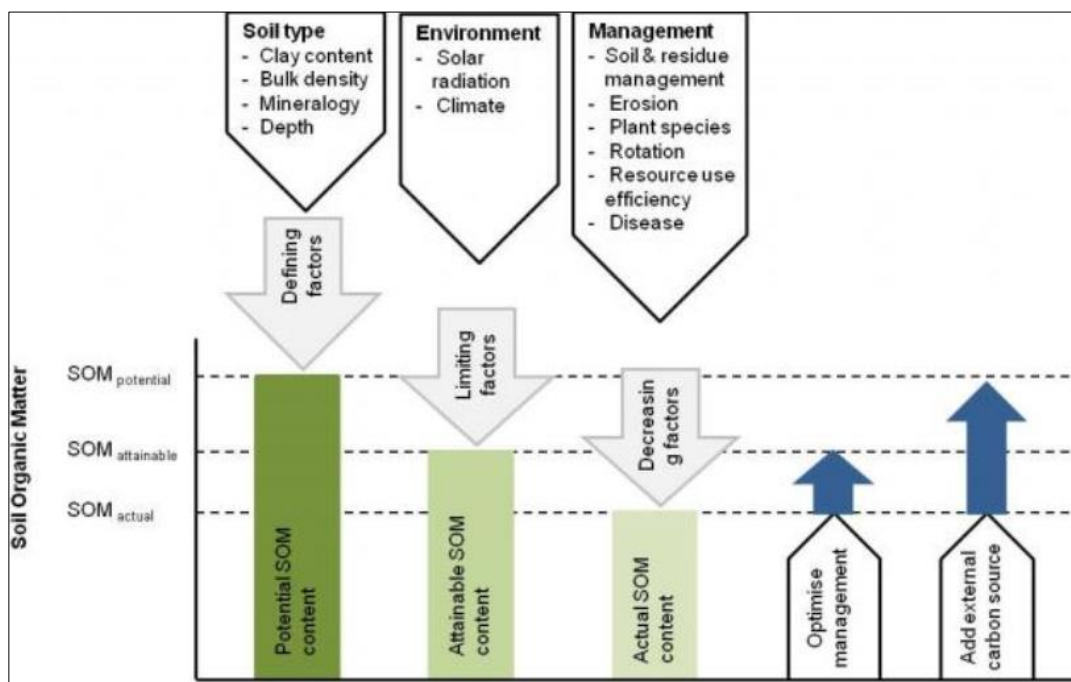 Soil type
- Clay content
- Bulk density
- Mineralogy
- Depth
Environment
- Solar
radiation
- Climate
Management
- Soil & residue
management
- Erosion
- Plant species
- Rotation
- Resource use
efficiency
- Disease
Defining
factors
Limiting
factors
Decreasin
g factors
Soil Organic Matter
SOM potential
SOM attainable
SOM actual
Potential SOM
content
Attainable SOM
content
Actual SOM
content
Optimise
management
Add external
carbon source